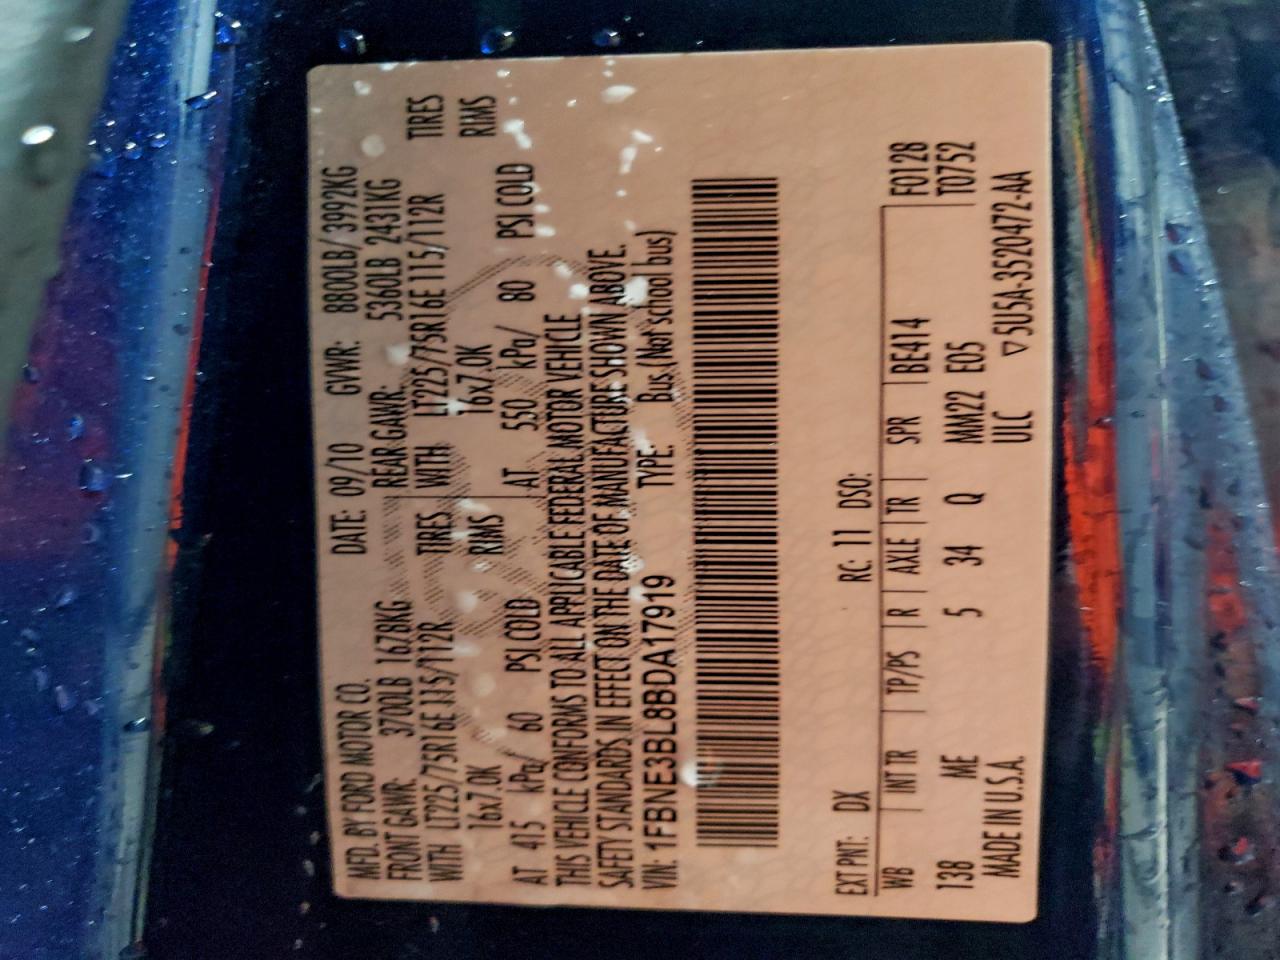 MFD. BY FORD MOTOR CO. DATE: 09/10 GVWR: 8800LB/ 3992KG
FRONT GAWR: 3700LB 1678KG REAR GAWR: 5360LB 2431KG
WITH LT225/75R16E 115/112R TIRES WITH LT225/75R16E 115/112R TIRES
16x7.0K RIMS 16x7.0K RIMS
AT 415 kPa/ 60 PSI COLD AT 550 kPa/ 80 PSI COLD
THIS VEHICLE CONFORMS TO ALL APPLICABLE FEDERAL MOTOR VEHICLE
SAFETY STANDARDS IN EFFECT ON THE DATE OF MANUFACTURE SHOWN ABOVE.
VIN: 1FBNE3BL8BDA17919 TYPE: Bus (Not school bus)
EXT PNT: DX RC: 11 DSO:
WB INT TR TP/PS R AXLE TR SPR BE414 F0128
138 ME 5 34 Q MM22 E05 T0752
MADE IN U.S.A. ULC ▽5U5A-3520472-AA